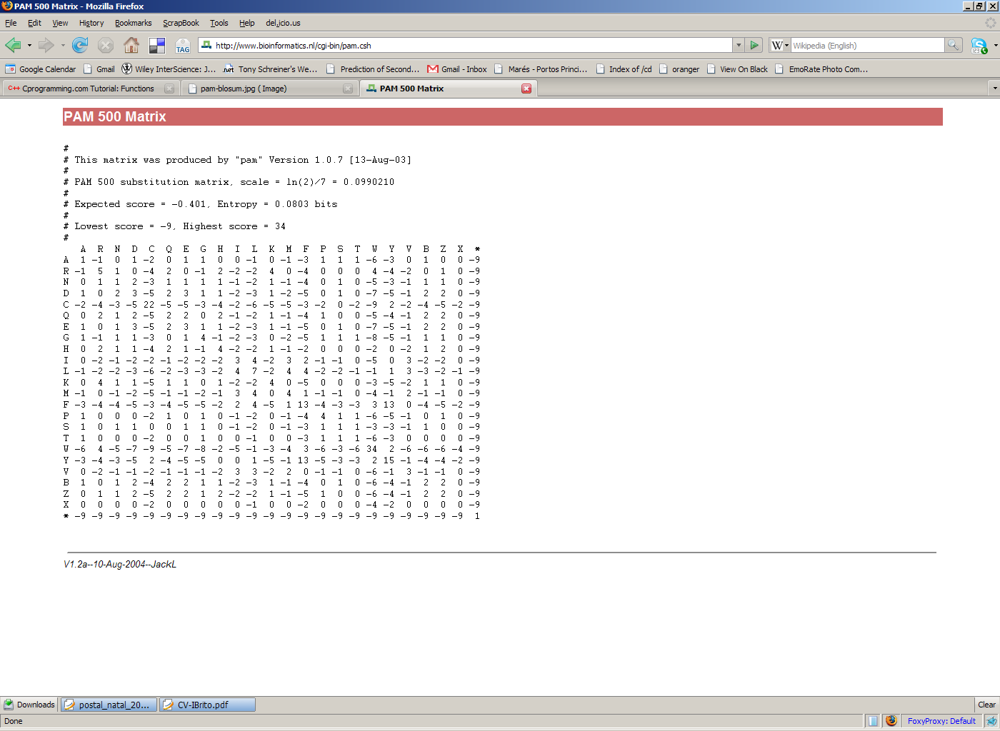 PAM 500 Matrix - Mozilla Firefox
File Edit View History Bookmarks ScrapBook Tools Help del.icio.us
TAG http://www.bioinformatics.nl/cgi-bin/pam.csh W Wikipedia (English)
Google Calendar Gmail Wiley InterScience: J... .net Tony Schreiner's We... Prediction of Second... Gmail - Inbox Marés - Portos Princi... Index of /cd oranger View On Black EmoRate Photo Com...
C++ Cprogramming.com Tutorial: Functions pam-blosum.jpg ( Image) PAM 500 Matrix
PAM 500 Matrix
#
# This matrix was produced by "pam" Version 1.0.7 [13-Aug-03]
#
# PAM 500 substitution matrix, scale = ln(2)/7 = 0.0990210
#
# Expected score = -0.401, Entropy = 0.0803 bits
#
# Lowest score = -9, Highest score = 34
#
A R N D C Q E G H I L K M F P S T W Y V B Z X *
A 1 -1 0 1 -2 0 1 1 0 0 -1 0 -1 -3 1 1 1 -6 -3 0 1 0 0 -9
R -1 5 1 0 -4 2 0 -1 2 -2 -2 4 0 -4 0 0 0 4 -4 -2 0 1 0 -9
N 0 1 1 2 -3 1 1 1 1 -1 -2 1 -1 -4 0 1 0 -5 -3 -1 1 1 0 -9
D 1 0 2 3 -5 2 3 1 1 -2 -3 1 -2 -5 0 1 0 -7 -5 -1 2 2 0 -9
C -2 -4 -3 -5 22 -5 -5 -3 -4 -2 -6 -5 -5 -3 -2 0 -2 -9 2 -2 -4 -5 -2 -9
Q 0 2 1 2 -5 2 2 0 2 -1 -2 1 -1 -4 1 0 0 -5 -4 -1 2 2 0 -9
E 1 0 1 3 -5 2 3 1 1 -2 -3 1 -1 -5 0 1 0 -7 -5 -1 2 2 0 -9
G 1 -1 1 1 -3 0 1 4 -1 -2 -3 0 -2 -5 1 1 1 -8 -5 -1 1 1 0 -9
H 0 2 1 1 -4 2 1 -1 4 -2 -2 1 -1 -2 0 0 0 -2 0 -2 1 2 0 -9
I 0 -2 -1 -2 -2 -1 -2 -2 -2 3 4 -2 3 2 -1 -1 0 -5 0 3 -2 -2 0 -9
L -1 -2 -2 -3 -6 -2 -3 -3 -2 4 7 -2 4 4 -2 -2 -1 -1 1 3 -3 -2 -1 -9
K 0 4 1 1 -5 1 1 0 1 -2 -2 4 0 -5 0 0 0 -3 -5 -2 1 1 0 -9
M -1 0 -1 -2 -5 -1 -1 -2 -1 3 4 0 4 1 -1 -1 0 -4 -1 2 -1 -1 0 -9
F -3 -4 -4 -5 -3 -4 -5 -5 -2 2 4 -5 1 13 -4 -3 -3 3 13 0 -4 -5 -2 -9
P 1 0 0 0 -2 1 0 1 0 -1 -2 0 -1 -4 4 1 1 -6 -5 -1 0 1 0 -9
S 1 0 1 1 0 0 1 1 0 -1 -2 0 -1 -3 1 1 1 -3 -3 -1 1 0 0 -9
T 1 0 0 0 -2 0 0 1 0 0 -1 0 0 -3 1 1 1 -6 -3 0 0 0 0 -9
W -6 4 -5 -7 -9 -5 -7 -8 -2 -5 -1 -3 -4 3 -6 -3 -6 34 2 -6 -6 -6 -4 -9
Y -3 -4 -3 -5 2 -4 -5 -5 0 0 1 -5 -1 13 -5 -3 -3 2 15 -1 -4 -4 -2 -9
V 0 -2 -1 -1 -2 -1 -1 -1 -2 3 3 -2 2 0 -1 -1 0 -6 -1 3 -1 -1 0 -9
B 1 0 1 2 -4 2 2 1 1 -2 -3 1 -1 -4 0 1 0 -6 -4 -1 2 2 0 -9
Z 0 1 1 2 -5 2 2 1 2 -2 -2 1 -1 -5 1 0 0 -6 -4 -1 2 2 0 -9
X 0 0 0 0 -2 0 0 0 0 0 -1 0 0 -2 0 0 0 -4 -2 0 0 0 0 -9
* -9 -9 -9 -9 -9 -9 -9 -9 -9 -9 -9 -9 -9 -9 -9 -9 -9 -9 -9 -9 -9 -9 -9 1
V1.2a--10-Aug-2004--JackL
Downloads postal_natal_20... CV-IBrito.pdf Clear
Done FoxyProxy: Default